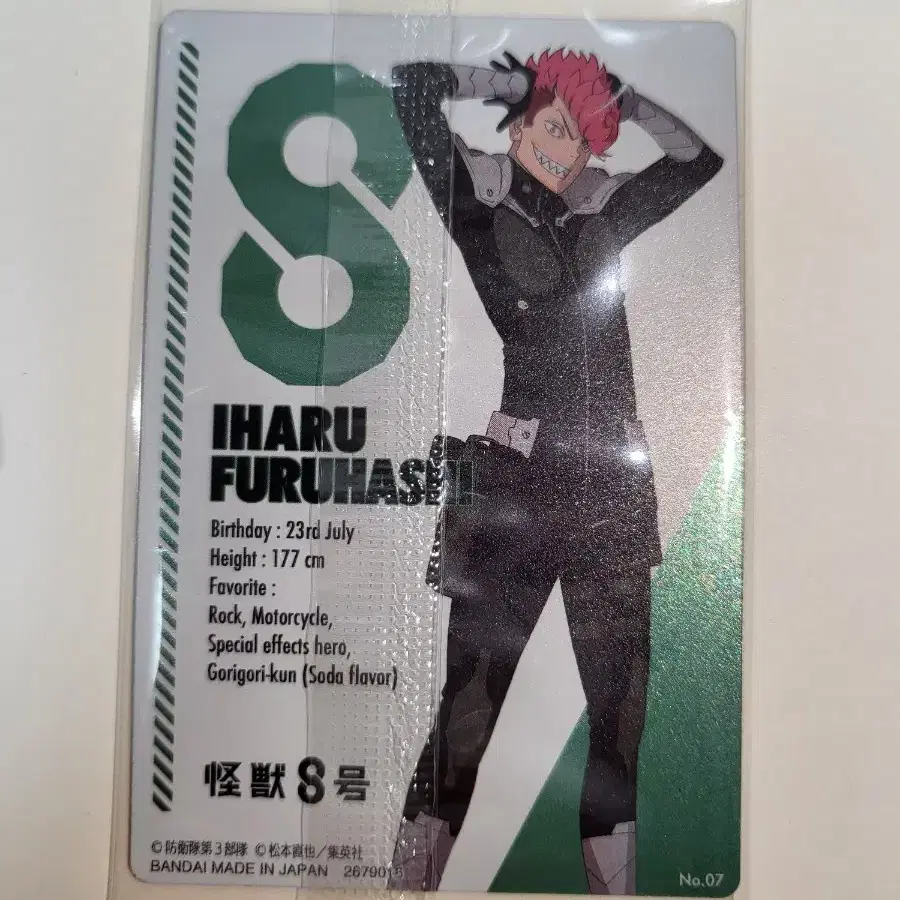 8
IHARU
FURUHASHI
Birthday : 23rd July
Height : 177 cm
Favorite :
Rock, Motorcycle,
Special effects hero,
Gorigori-kun (Soda flavor)
怪獣8号
© 防衛隊第3部隊 © 松本直也/集英社
BANDAI MADE IN JAPAN
No.07